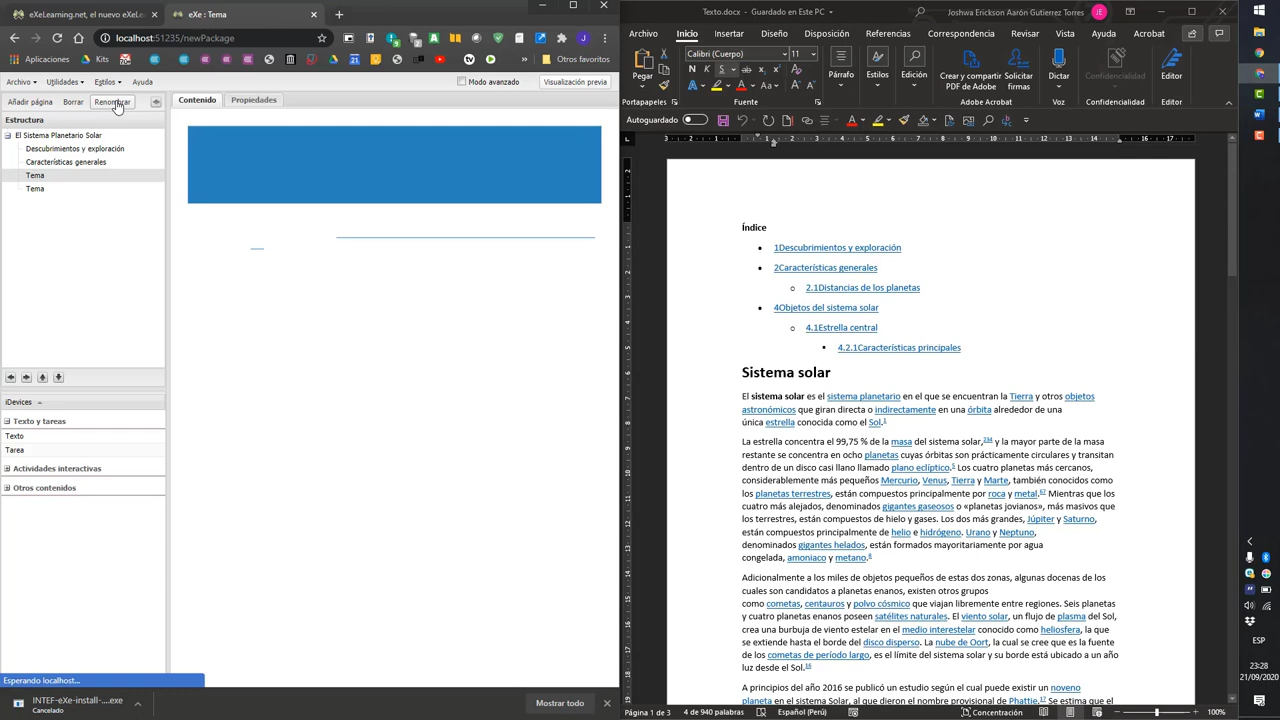 eXeLearning.org, el nuevo eXeLe
eXe : Tema
localhost:51235/newPackage
Aplicaciones
Kits
Otros favoritos
Archivo
Utilidades
Estilos
Ayuda
Modo avanzado
Visualización previa
Añadir página
Borrar
Renombrar
Contenido
Propiedades
Estructura
El Sistema Planetario Solar
Descubrimientos y exploración
Características generales
Tema
Tema
iDevices
Texto y tareas
Texto
Tarea
Actividades interactivas
Otros contenidos
Esperando localhost...
INTEF-eXe-install-....exe
Cancelado
Mostrar todo
Texto.docx - Guardado en Este PC
Joshwa Erickson Aarón Gutierrez Torres
JE
Archivo
Inicio
Insertar
Diseño
Disposición
Referencias
Correspondencia
Revisar
Vista
Ayuda
Acrobat
Calibri (Cuerpo)
11
Pegar
Párrafo
Estilos
Edición
Crear y compartir PDF de Adobe
Solicitar firmas
Dictar
Confidencialidad
Editor
Portapapeles
Fuente
Adobe Acrobat
Voz
Confidencialidad
Editor
Autoguardado
Índice
• 1Descubrimientos y exploración
• 2Características generales
o 2.1Distancias de los planetas
• 4Objetos del sistema solar
o 4.1Estrella central
▪ 4.2.1Características principales
Sistema solar
El sistema solar es el sistema planetario en el que se encuentran la Tierra y otros objetos
astronómicos que giran directa o indirectamente en una órbita alrededor de una
única estrella conocida como el Sol.1
La estrella concentra el 99,75 % de la masa del sistema solar,234 y la mayor parte de la masa
restante se concentra en ocho planetas cuyas órbitas son prácticamente circulares y transitan
dentro de un disco casi llano llamado plano eclíptico.5 Los cuatro planetas más cercanos,
considerablemente más pequeños Mercurio, Venus, Tierra y Marte, también conocidos como
los planetas terrestres, están compuestos principalmente por roca y metal.67 Mientras que los
cuatro más alejados, denominados gigantes gaseosos o «planetas jovianos», más masivos que
los terrestres, están compuestos de hielo y gases. Los dos más grandes, Júpiter y Saturno,
están compuestos principalmente de helio e hidrógeno. Urano y Neptuno,
denominados gigantes helados, están formados mayoritariamente por agua
congelada, amoniaco y metano.8
Adicionalmente a los miles de objetos pequeños de estas dos zonas, algunas docenas de los
cuales son candidatos a planetas enanos, existen otros grupos
como cometas, centauros y polvo cósmico que viajan libremente entre regiones. Seis planetas
y cuatro planetas enanos poseen satélites naturales. El viento solar, un flujo de plasma del Sol,
crea una burbuja de viento estelar en el medio interestelar conocido como heliosfera, la que
se extiende hasta el borde del disco disperso. La nube de Oort, la cual se cree que es la fuente
de los cometas de período largo, es el límite del sistema solar y su borde está ubicado a un año
luz desde el Sol.16
A principios del año 2016 se publicó un estudio según el cual puede existir un noveno
planeta en el sistema Solar, al que dieron el nombre provisional de Phattie.17 Se estima que el
Página 1 de 3
4 de 940 palabras
Español (Perú)
Concentración
100%
ESP
23:28
21/09/2020